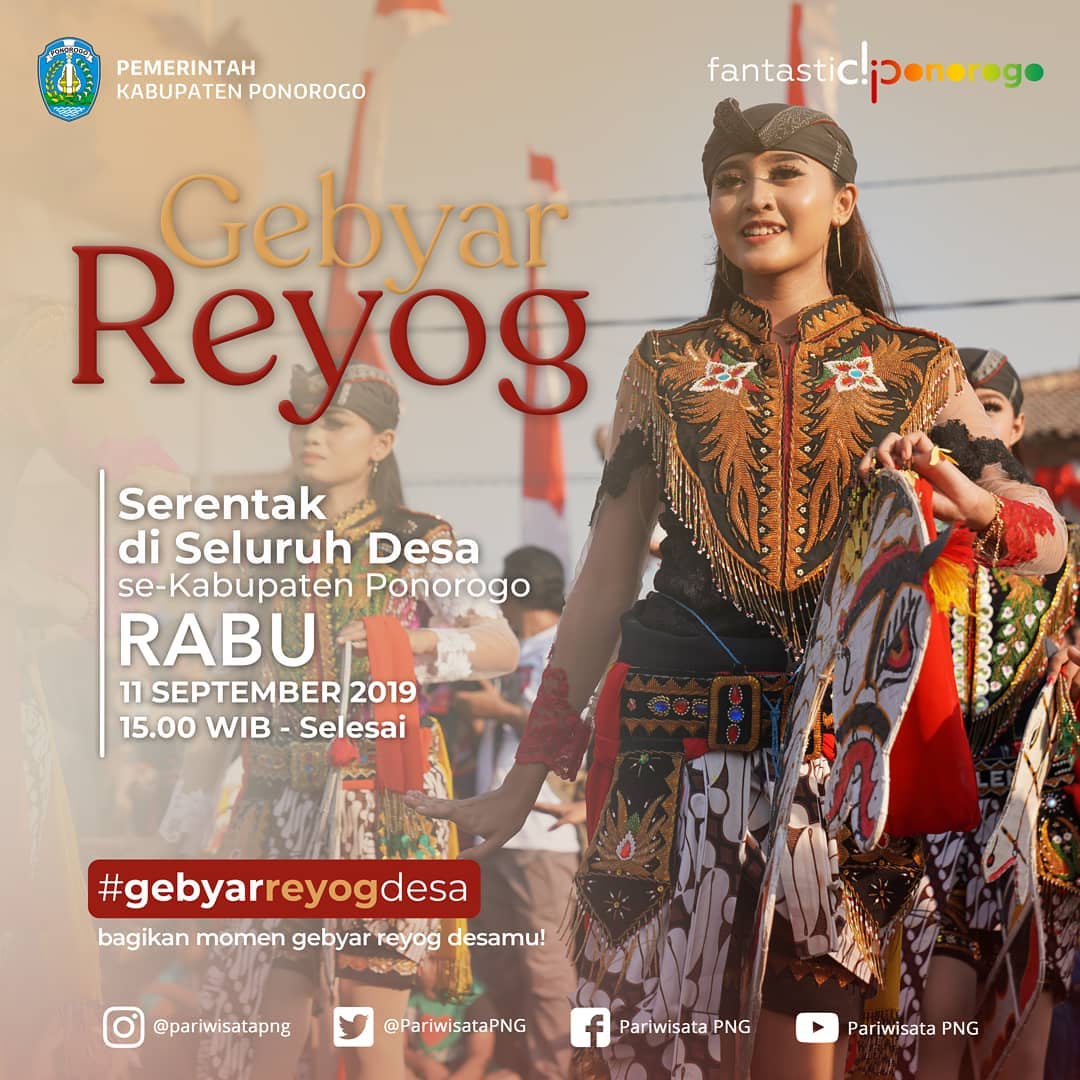 PONOROGO
PEMERINTAH
KABUPATEN PONOROGO
fantastic!ponorogo
Gebyar
Reyog
Serentak
di Seluruh Desa
se-Kabupaten Ponorogo
RABU
11 SEPTEMBER 2019
15.00 WIB - Selesai
#gebyarreyogdesa
bagikan momen gebyar reyog desamu!
@pariwisatapng
@PariwisataPNG
Pariwisata PNG
Pariwisata PNG